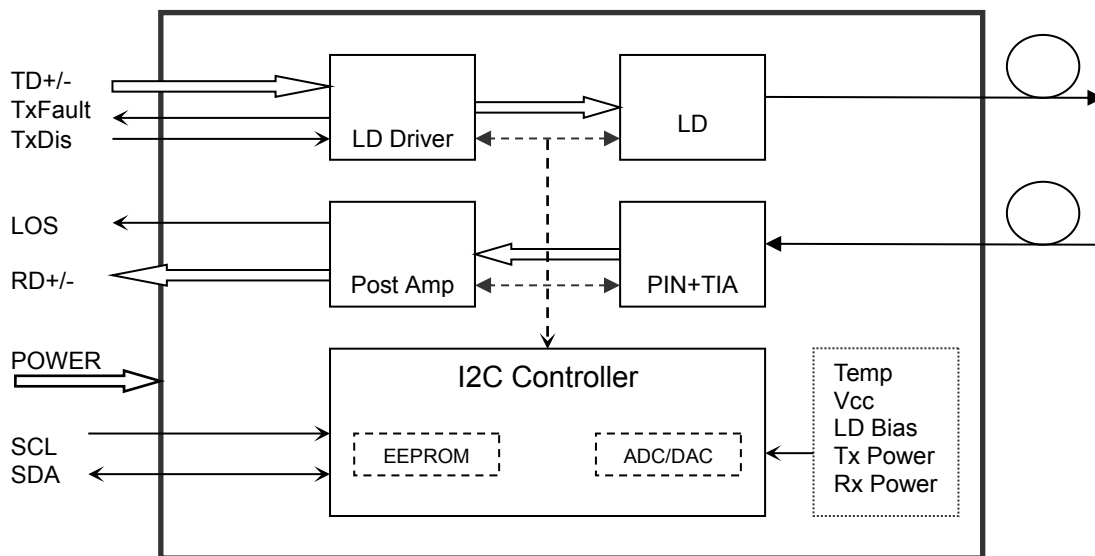 TD+/-
TxFault
TxDis
LD Driver
LD
LOS
RD+/-
Post Amp
PIN+TIA
POWER
I2C Controller
SCL
SDA
EEPROM
ADC/DAC
Temp
Vcc
LD Bias
Tx Power
Rx Power